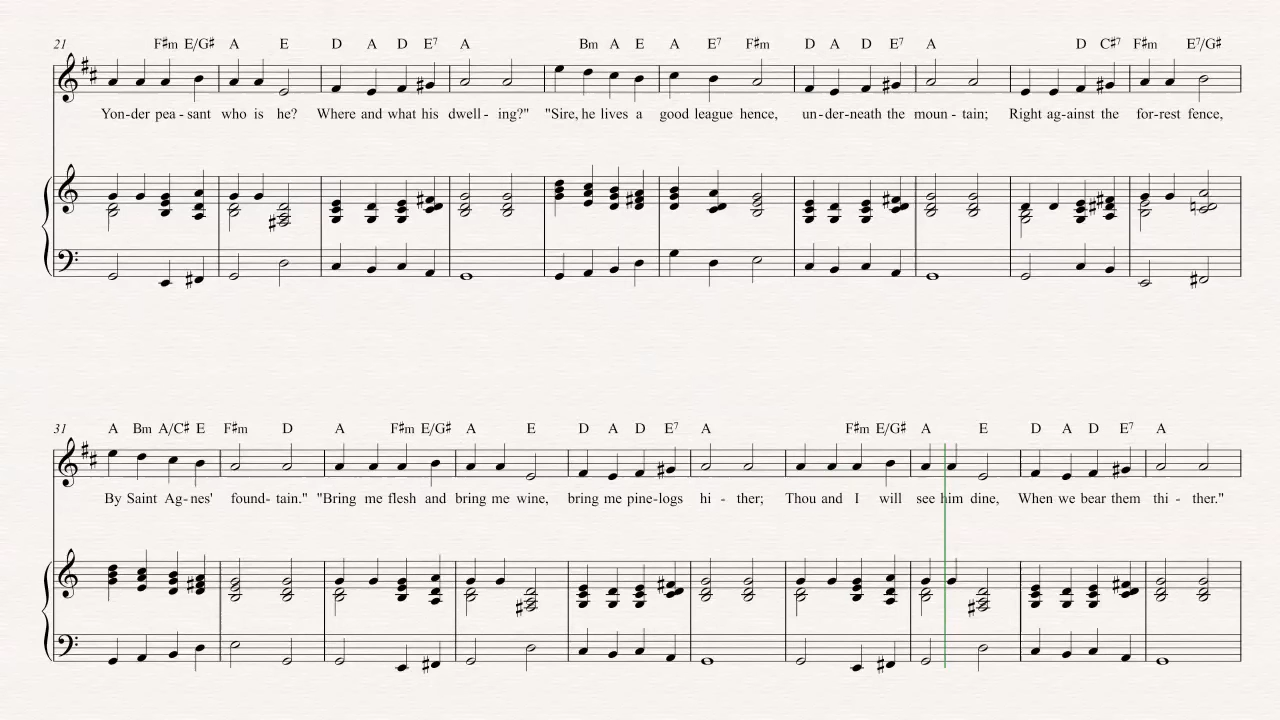 21 F♯m E/G♯ A E D A D E7 A Bm A E A E7 F♯m D A D E7 A D C♯7 F♯m E7/G♯
Yon-der pea - sant who is he? Where and what his dwell - ing?" "Sire, he lives a good league hence, un-der-neath the moun - tain; Right ag-ainst the for-rest fence,
31 A Bm A/C♯ E F♯m D A F♯m E/G♯ A E D A D E7 A F♯m E/G♯ A E D A D E7 A
By Saint Ag-nes' found- tain." "Bring me flesh and bring me wine, bring me pine-logs hi - ther; Thou and I will see him dine, When we bear them thi - ther."